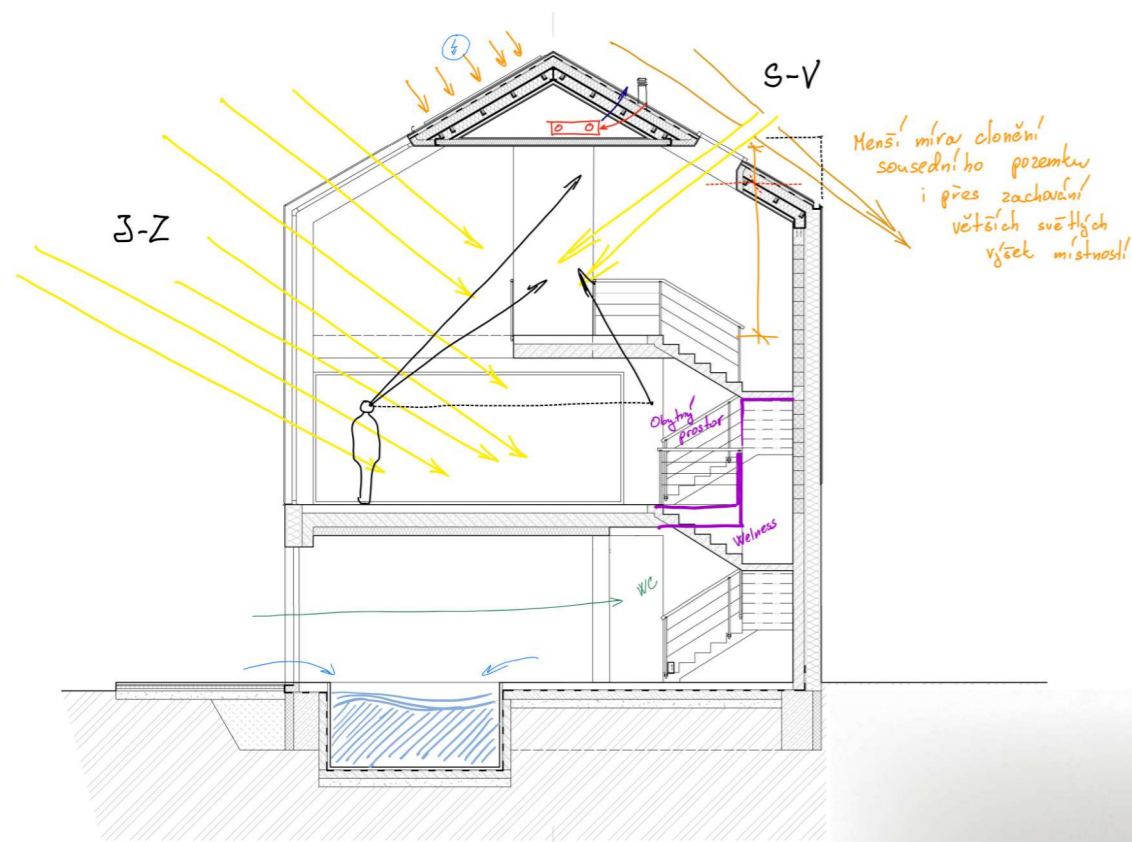 S-V
Menší míra clonění
sousedního pozemku
i přes zachování
větších světlých
výšek místností
J-Z
Obytný
prostor
Welness
WC